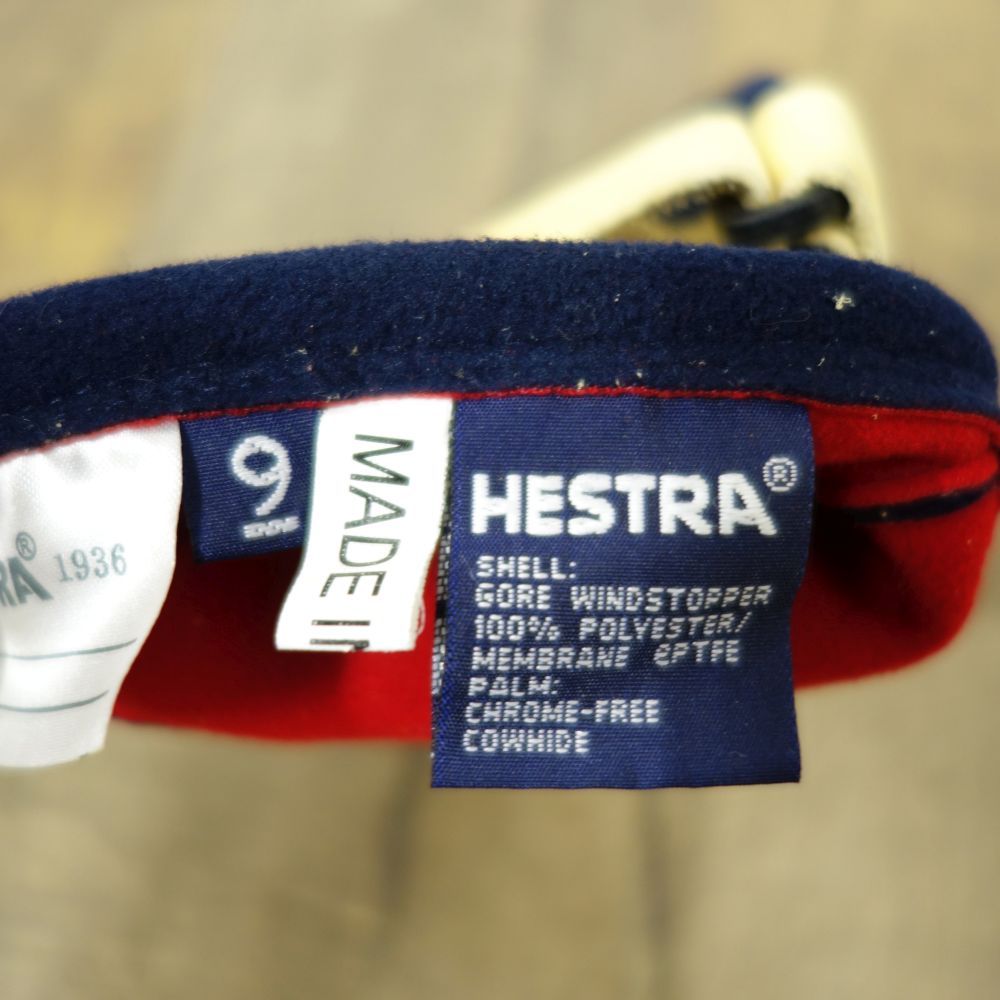 RA® 1936
9
MADE I
HESTRA®
SHELL:
GORE WINDSTOPPER
100% POLYESTER/
MEMBRANE EPTFE
PALM:
CHROME-FREE
COWHIDE